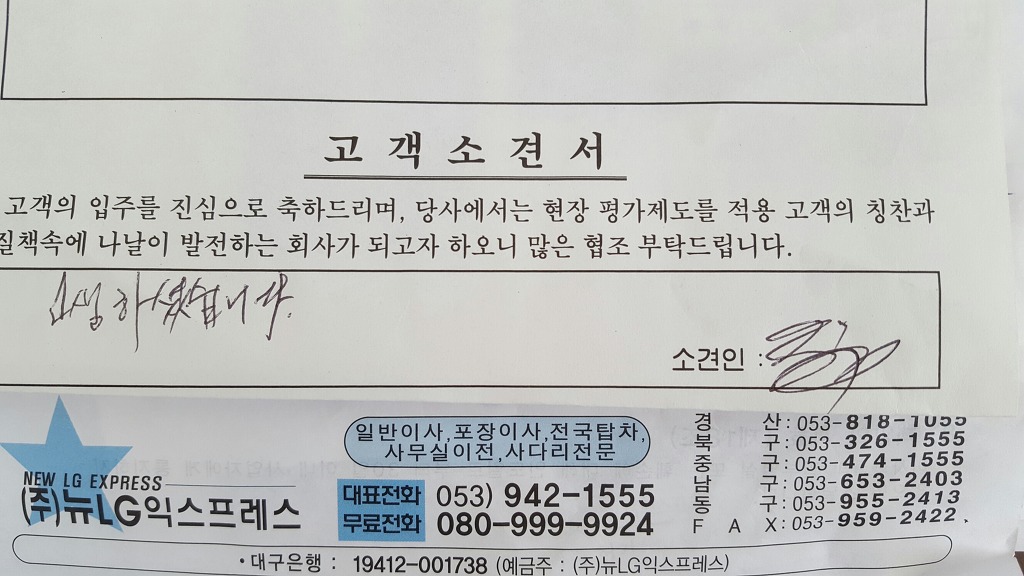 고객소견서
고객의 입주를 진심으로 축하드리며, 당사에서는 현장 평가제도를 적용 고객의 칭찬과
질책속에 나날이 발전하는 회사가 되고자 하오니 많은 협조 부탁드립니다.
고생하셨습니다.
소견인 :
NEW LG EXPRESS
(주)뉴LG익스프레스
일반이사,포장이사,전국탑차,
사무실이전,사다리전문
대표전화 053) 942-1555
무료전화 080-999-9924
경 산: 053-818-1055
북 구: 053-326-1555
중 구: 053-474-1555
남 구: 053-653-2403
동 구: 053-955-2413
F A X: 053-959-2422
·대구은행 : 19412-001738 (예금주 : (주)뉴LG익스프레스)